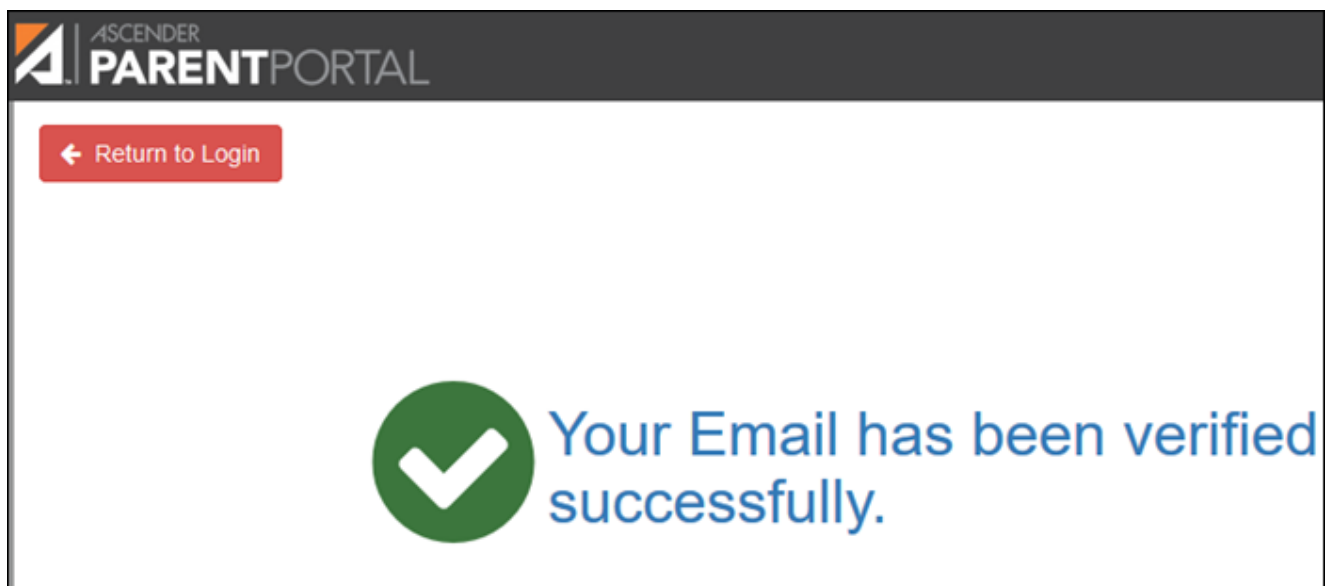 ASCENDER
PARENTPORTAL
Return to Login
Your Email has been verified
successfully.